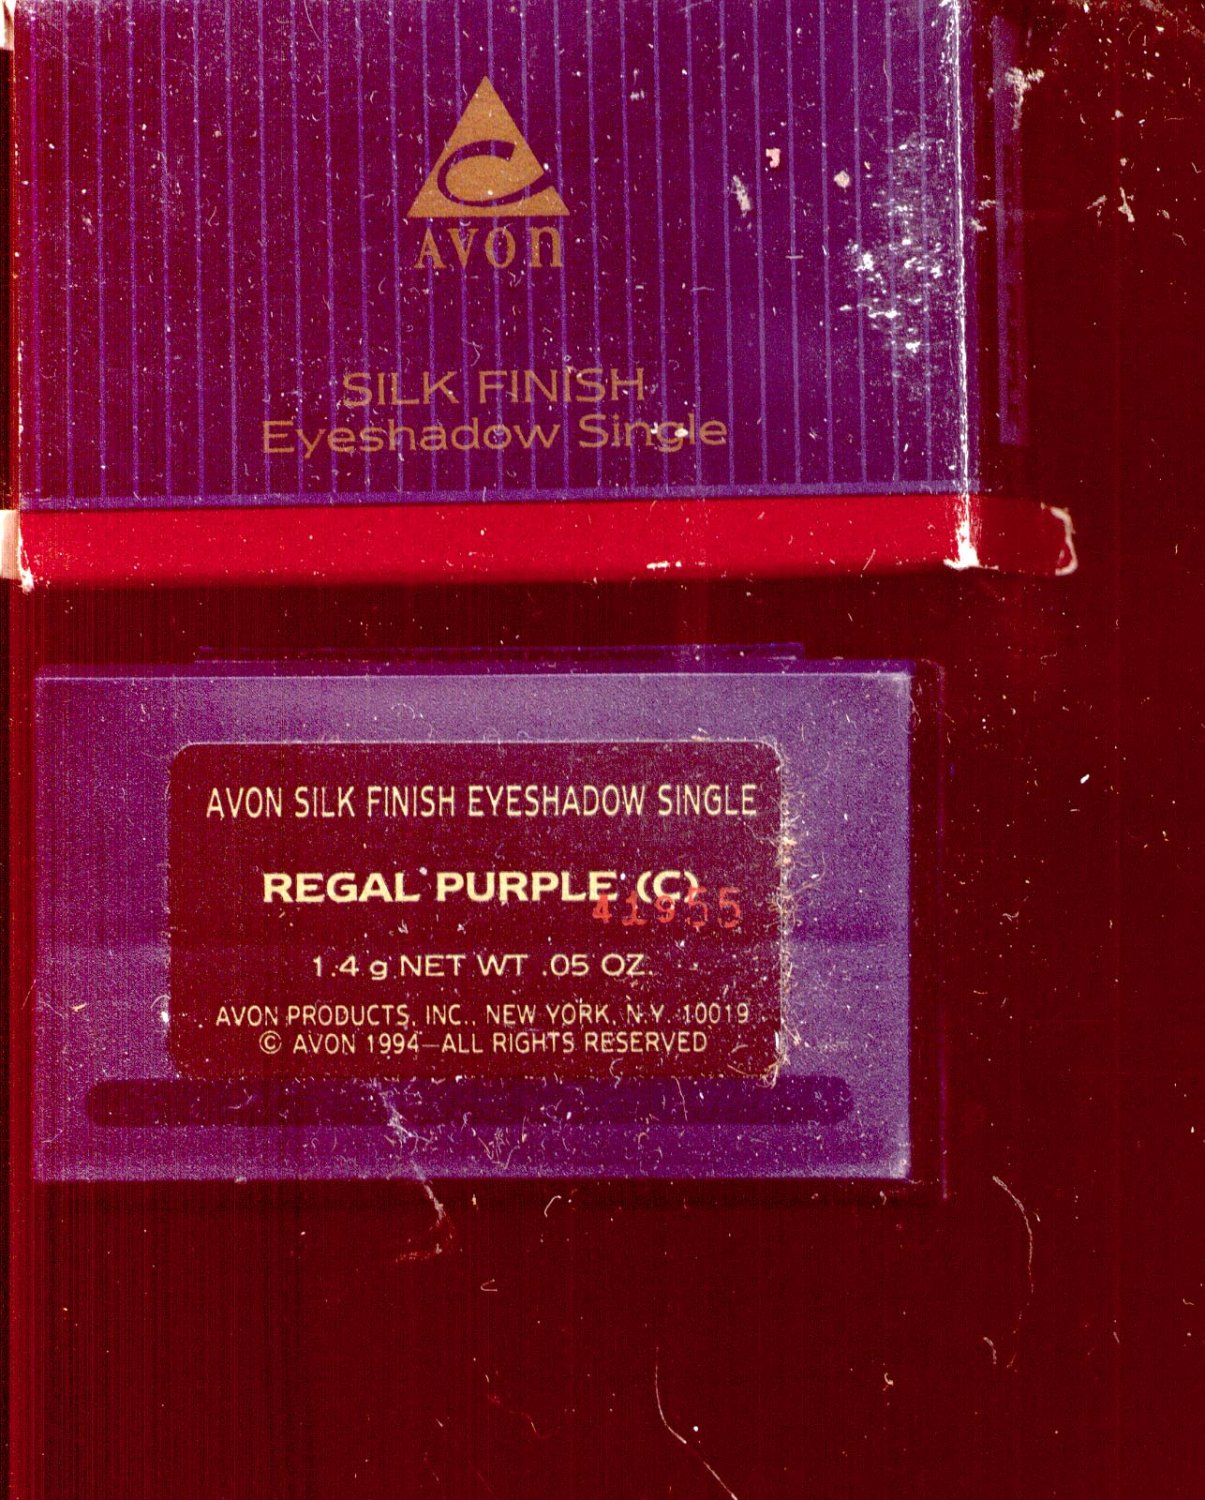 AVON
SILK FINISH
Eyeshadow Single
AVON SILK FINISH EYESHADOW SINGLE
REGAL PURPLE (C)
41955
1.4 g NET WT .05 OZ.
AVON PRODUCTS, INC., NEW YORK, N.Y. 10019
© AVON 1994—ALL RIGHTS RESERVED